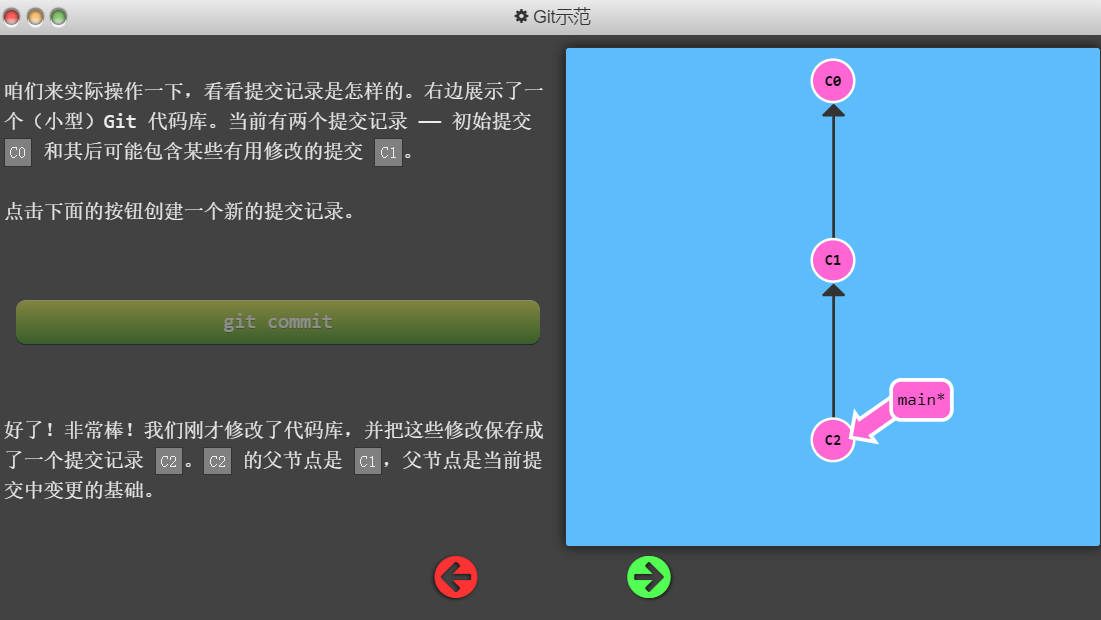 Git示范
咱们来实际操作一下，看看提交记录是怎样的。右边展示了一
个（小型）Git 代码库。当前有两个提交记录 —— 初始提交
C0 和其后可能包含某些有用修改的提交 C1。
点击下面的按钮创建一个新的提交记录。
git commit
好了！非常棒！我们刚才修改了代码库，并把这些修改保存成
了一个提交记录 C2。C2 的父节点是 C1，父节点是当前提
交中变更的基础。
C0
C1
main*
C2